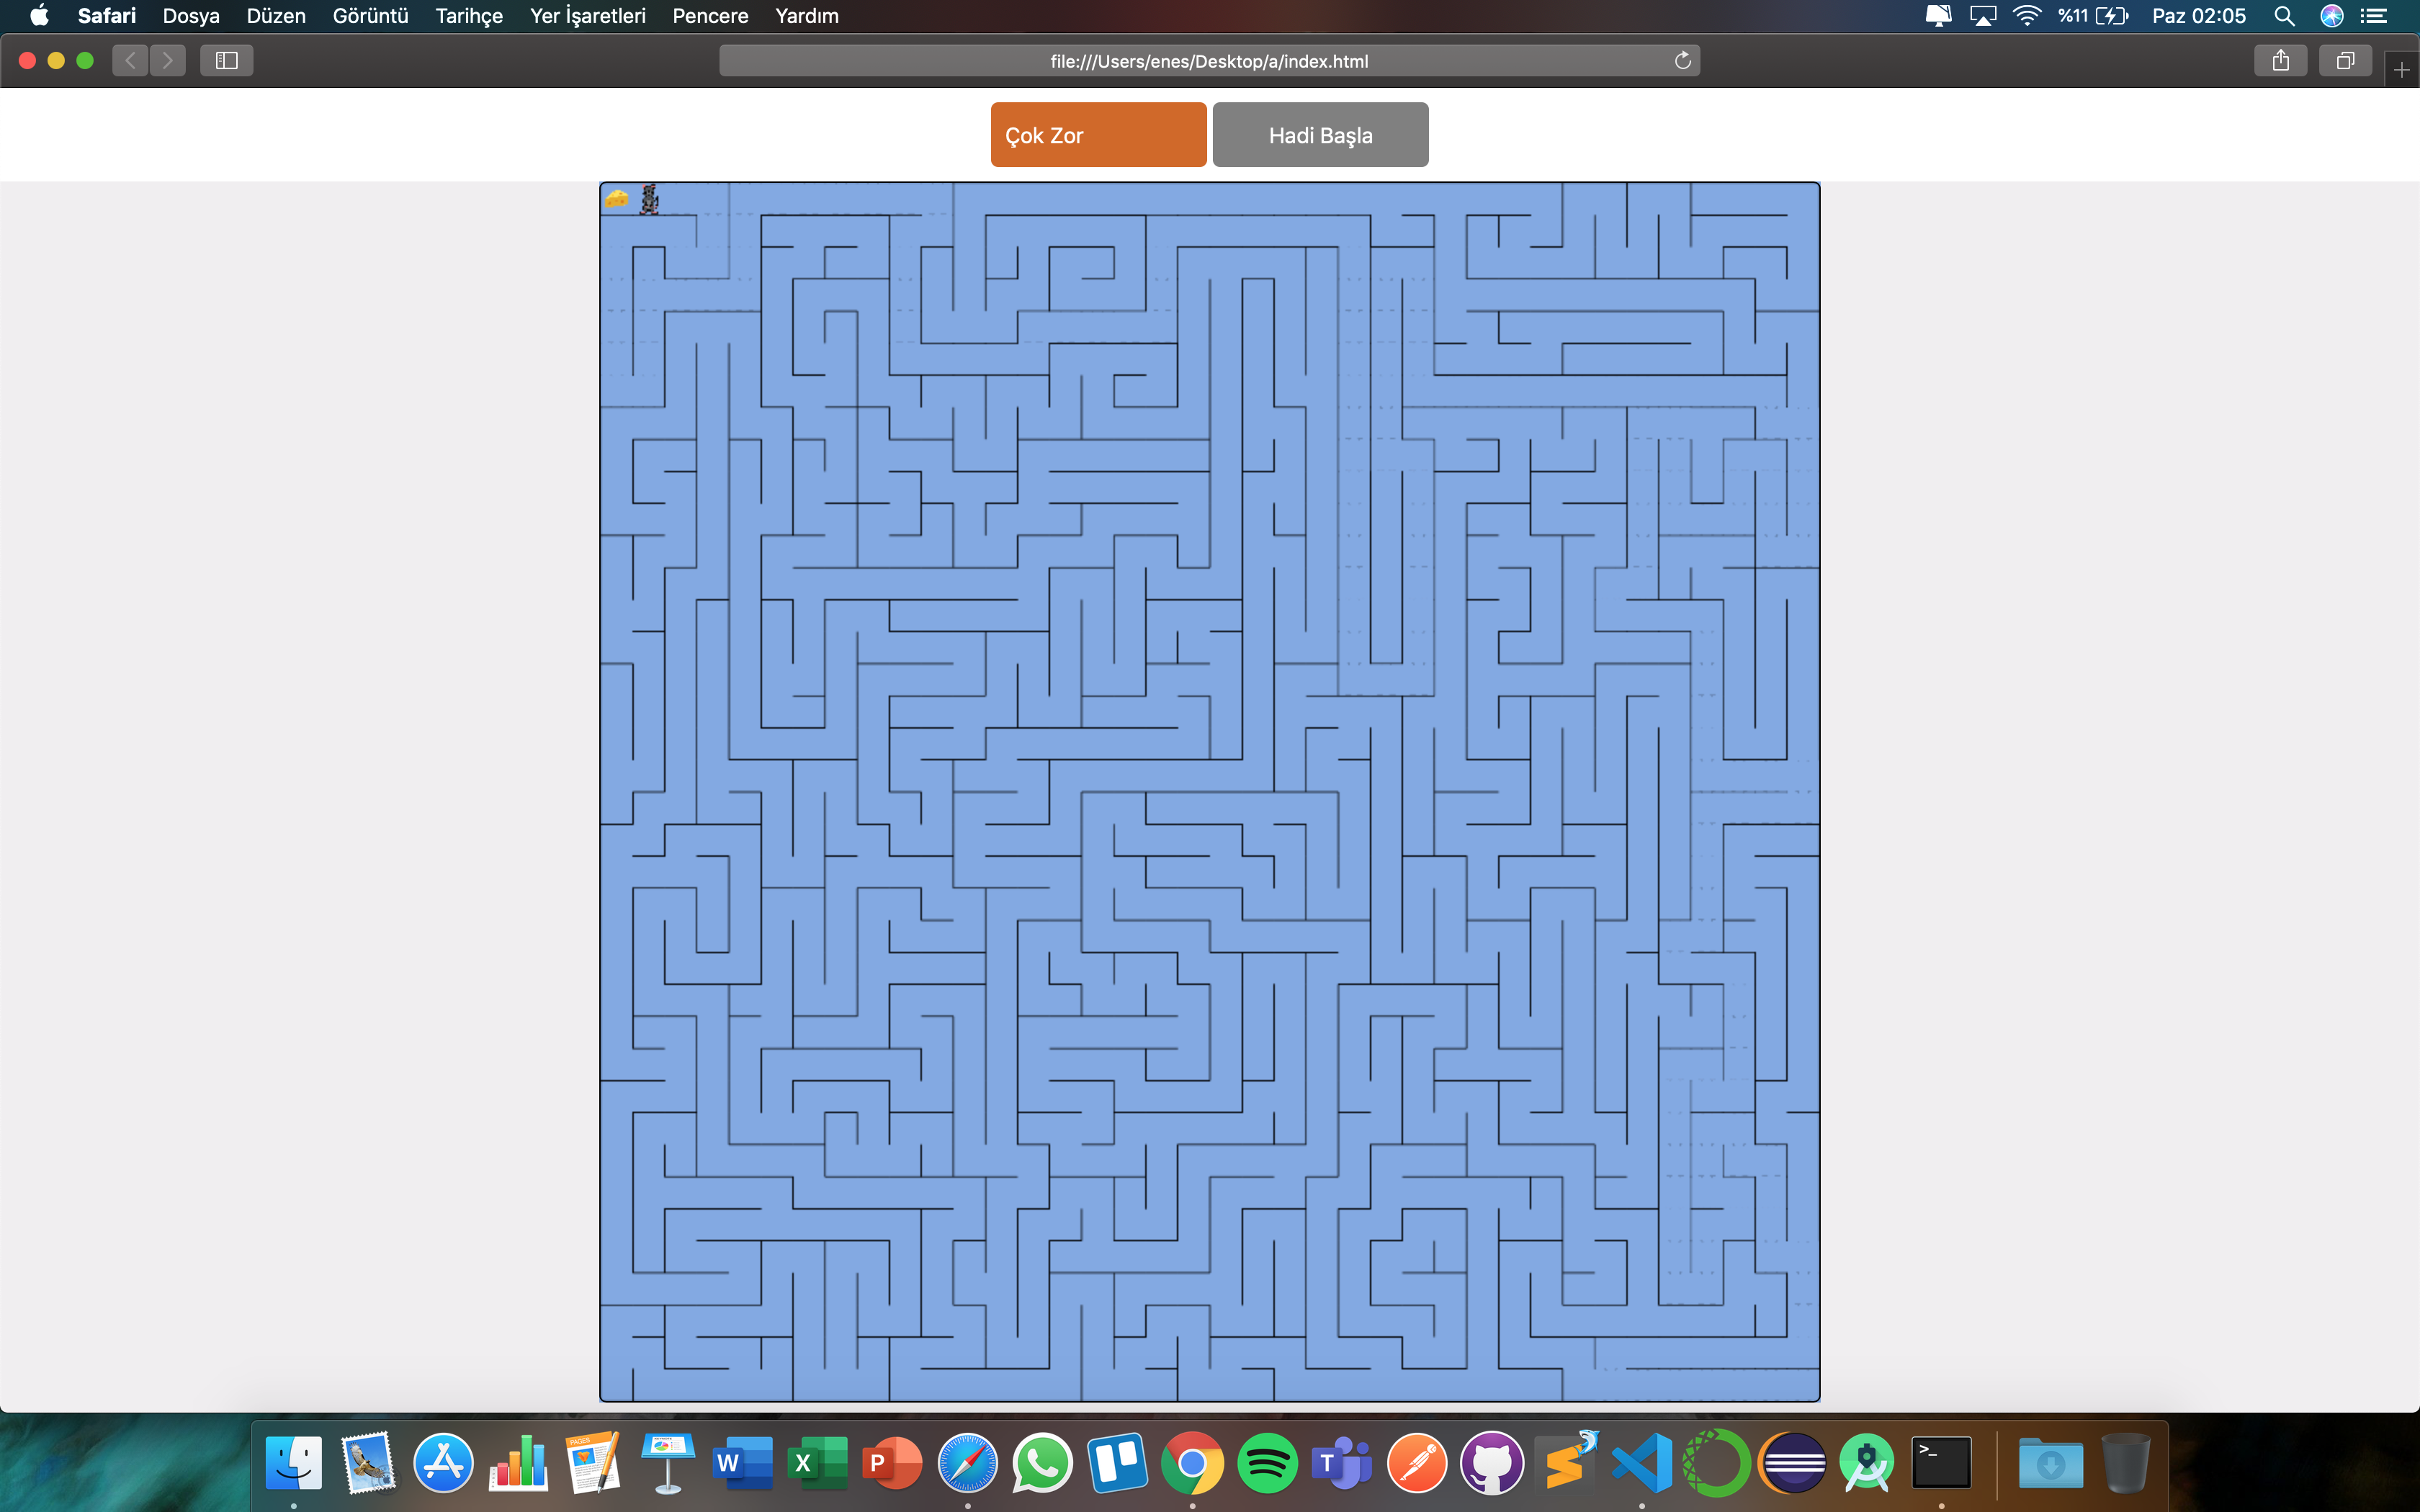 Safari Dosya Düzen Görüntü Tarihçe Yer İşaretleri Pencere Yardım %11 Paz 02:05
file:///Users/enes/Desktop/a/index.html
Çok Zor Hadi Başla
PAGES
W X P T >_